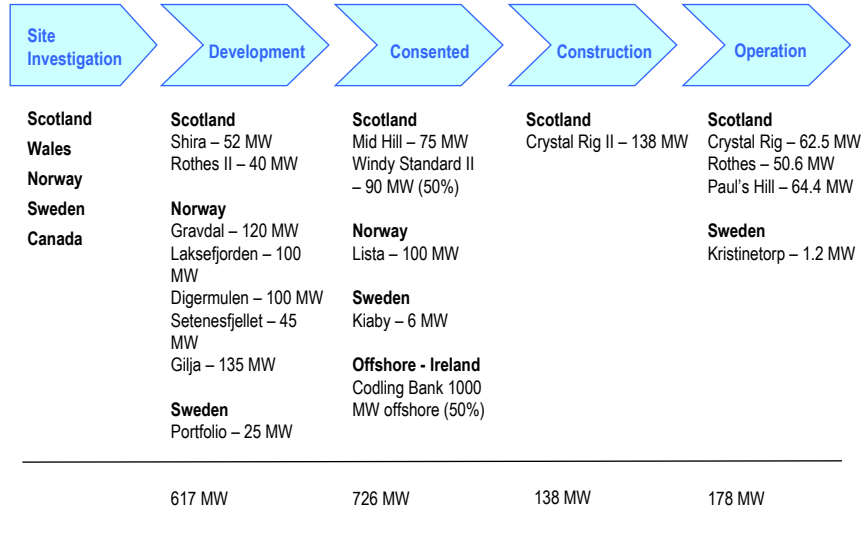 Site
Investigation
Development
Consented
Construction
Operation
Scotland
Wales
Norway
Sweden
Canada
Scotland
Shira – 52 MW
Rothes II – 40 MW
Norway
Gravdal – 120 MW
Laksefjorden – 100
MW
Digermulen – 100 MW
Setenesfjellet – 45
MW
Gilja – 135 MW
Sweden
Portfolio – 25 MW
Scotland
Mid Hill – 75 MW
Windy Standard II
– 90 MW (50%)
Norway
Lista – 100 MW
Sweden
Kiaby – 6 MW
Offshore - Ireland
Codling Bank 1000
MW offshore (50%)
Scotland
Crystal Rig II – 138 MW
Scotland
Crystal Rig – 62.5 MW
Rothes – 50.6 MW
Paul's Hill – 64.4 MW
Sweden
Kristinetorp – 1.2 MW
617 MW
726 MW
138 MW
178 MW